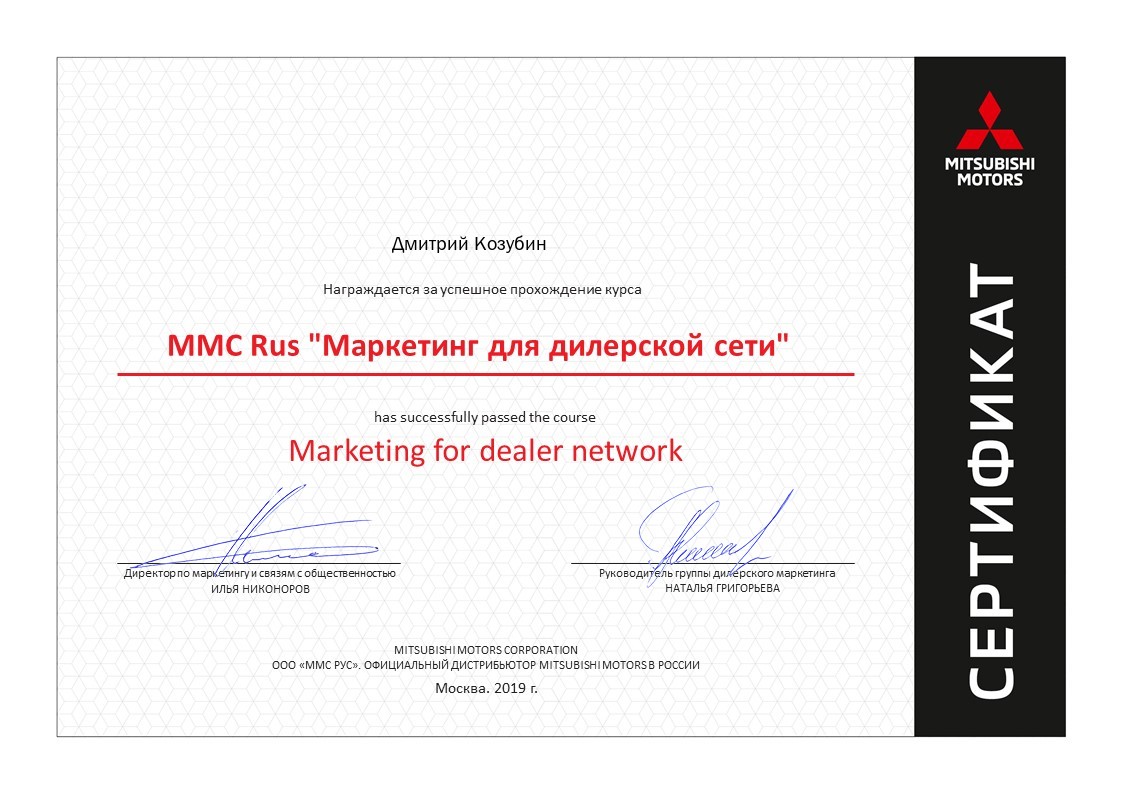 Дмитрий Козубин
Награждается за успешное прохождение курса
MMC Rus "Маркетинг для дилерской сети"
has successfully passed the course
Marketing for dealer network
Директор по маркетингу и связям с общественностью
ИЛЬЯ НИКОНОРОВ
Руководитель группы дилерского маркетинга
НАТАЛЬЯ ГРИГОРЬЕВА
MITSUBISHI MOTORS CORPORATION
ООО «ММС РУС». ОФИЦИАЛЬНЫЙ ДИСТРИБЬЮТОР MITSUBISHI MOTORS В РОССИИ
Москва. 2019 г.
MITSUBISHI
MOTORS
СЕРТИФИКАТ